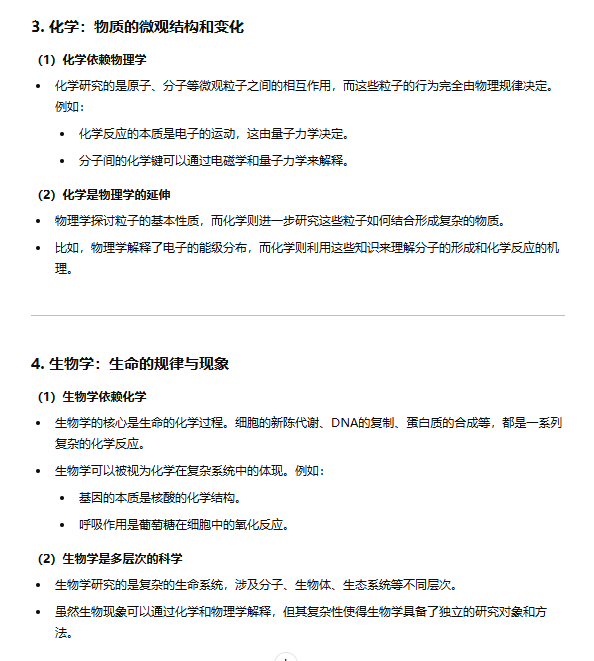 3. 化学：物质的微观结构和变化
（1）化学依赖物理学
• 化学研究的是原子、分子等微观粒子之间的相互作用，而这些粒子的行为完全由物理规律决定。
例如：
• 化学反应的本质是电子的运动，这由量子力学决定。
• 分子间的化学键可以通过电磁学和量子力学来解释。
（2）化学是物理学的延伸
• 物理学探讨粒子的基本性质，而化学则进一步研究这些粒子如何结合形成复杂的物质。
• 比如，物理学解释了电子的能级分布，而化学则利用这些知识来理解分子的形成和化学反应的机
理。
4. 生物学：生命的规律与现象
（1）生物学依赖化学
• 生物学的核心是生命的化学过程。细胞的新陈代谢、DNA的复制、蛋白质的合成等，都是一系列
复杂的化学反应。
• 生物学可以被视为化学在复杂系统中的体现。例如：
• 基因的本质是核酸的化学结构。
• 呼吸作用是葡萄糖在细胞中的氧化反应。
（2）生物学是多层次的科学
• 生物学研究的是复杂的生命系统，涉及分子、生物体、生态系统等不同层次。
• 虽然生物现象可以通过化学和物理学解释，但其复杂性使得生物学具备了独立的研究对象和方
法。